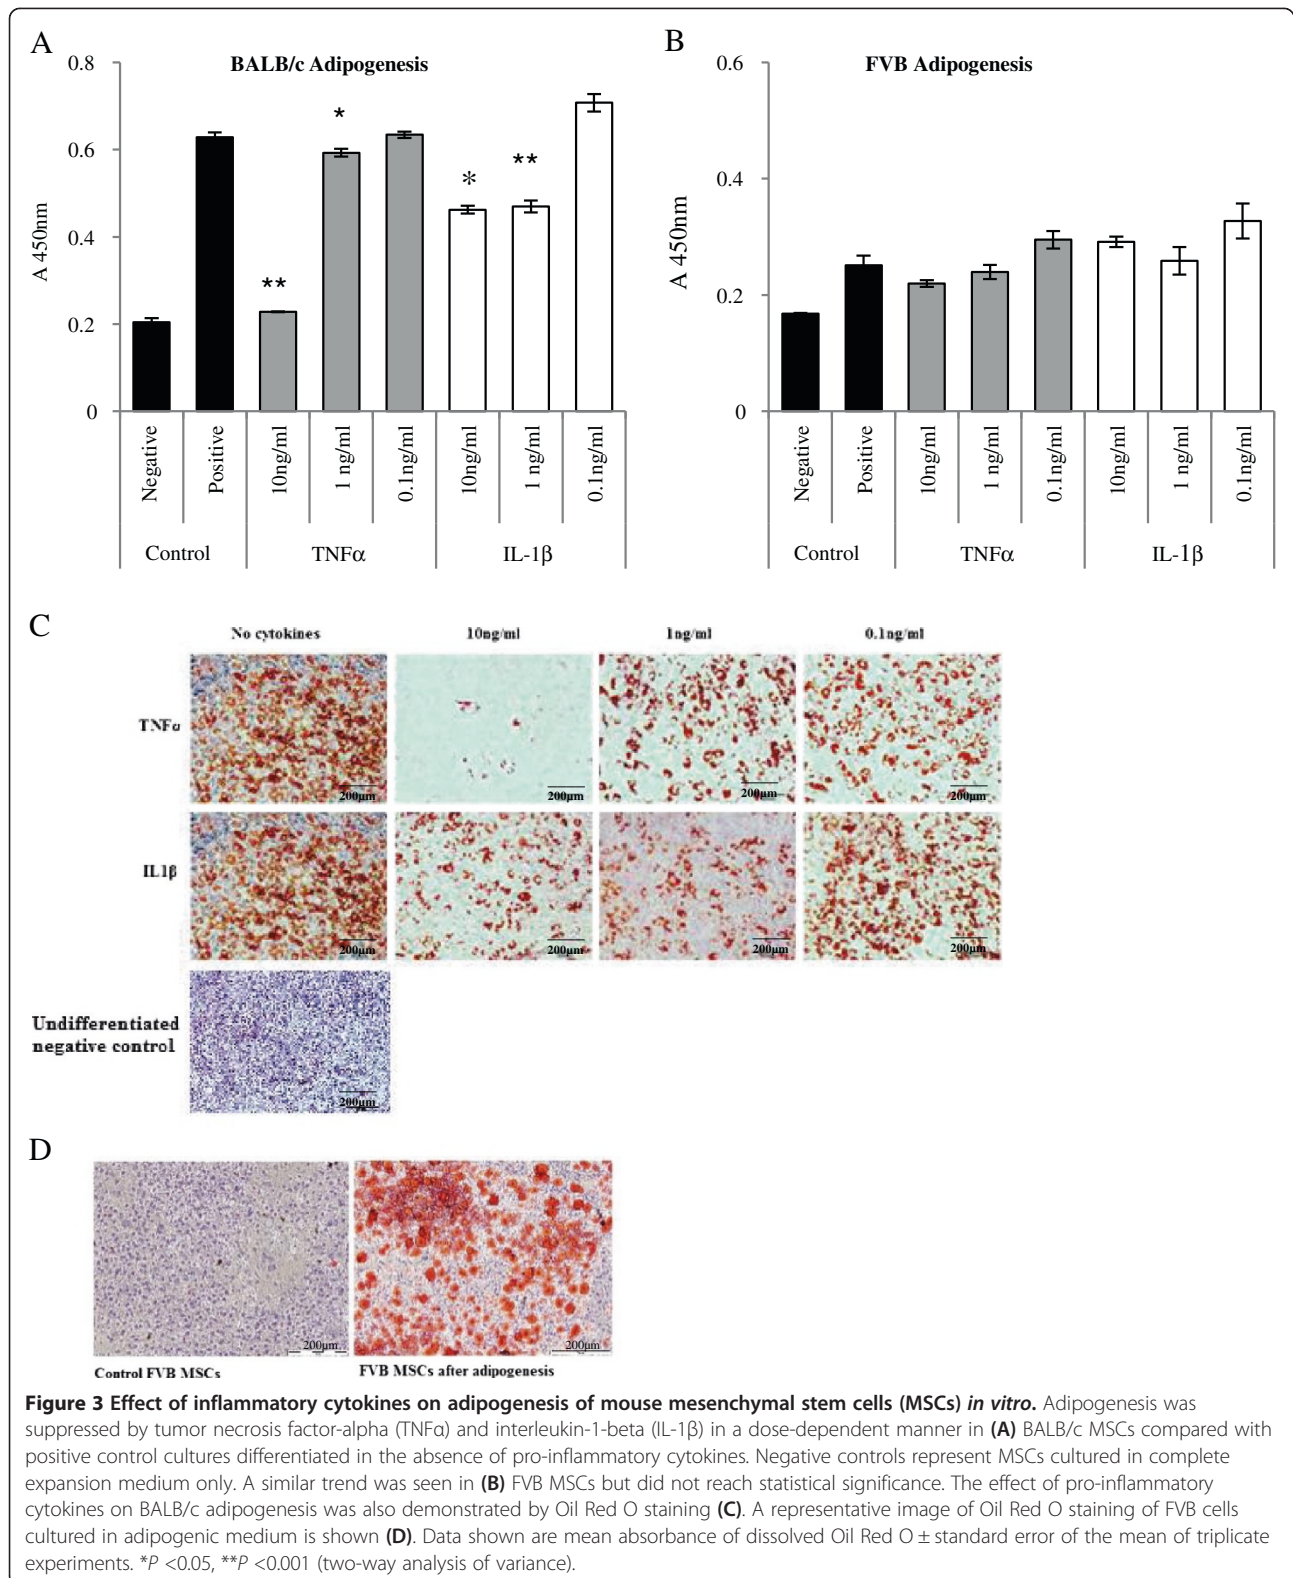 A
BALB/c Adipogenesis
0.8
0.6
0.4
0.2
0
A 450nm
**
*
*
**
Negative
Positive
10ng/ml
1 ng/ml
0.1ng/ml
10ng/ml
1 ng/ml
0.1ng/ml
Control
TNFα
IL-1β
B
FVB Adipogenesis
0.6
0.4
0.2
0
A 450nm
Negative
Positive
10ng/ml
1 ng/ml
0.1ng/ml
10ng/ml
1 ng/ml
0.1ng/ml
Control
TNFα
IL-1β
C
No cytokines
10ng/ml
1ng/ml
0.1ng/ml
TNFα
200μm
200μm
200μm
200μm
IL1β
200μm
200μm
200μm
200μm
Undifferentiated
negative control
200μm
D
200μm
200μm
Control FVB MSCs
FVB MSCs after adipogenesis
Figure 3 Effect of inflammatory cytokines on adipogenesis of mouse mesenchymal stem cells (MSCs) in vitro. Adipogenesis was
suppressed by tumor necrosis factor-alpha (TNFα) and interleukin-1-beta (IL-1β) in a dose-dependent manner in (A) BALB/c MSCs compared with
positive control cultures differentiated in the absence of pro-inflammatory cytokines. Negative controls represent MSCs cultured in complete
expansion medium only. A similar trend was seen in (B) FVB MSCs but did not reach statistical significance. The effect of pro-inflammatory
cytokines on BALB/c adipogenesis was also demonstrated by Oil Red O staining (C). A representative image of Oil Red O staining of FVB cells
cultured in adipogenic medium is shown (D). Data shown are mean absorbance of dissolved Oil Red O ± standard error of the mean of triplicate
experiments. *P <0.05, **P <0.001 (two-way analysis of variance).